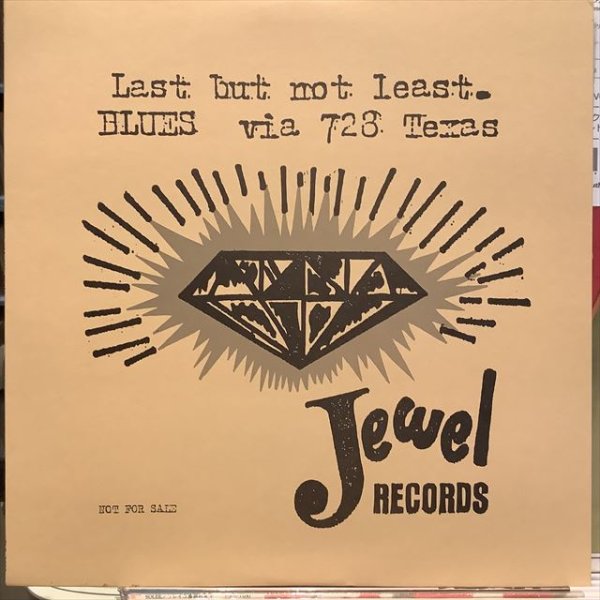 Last but not least.
BLUES via 728 Texas
Jewel
RECORDS
NOT FOR SALE